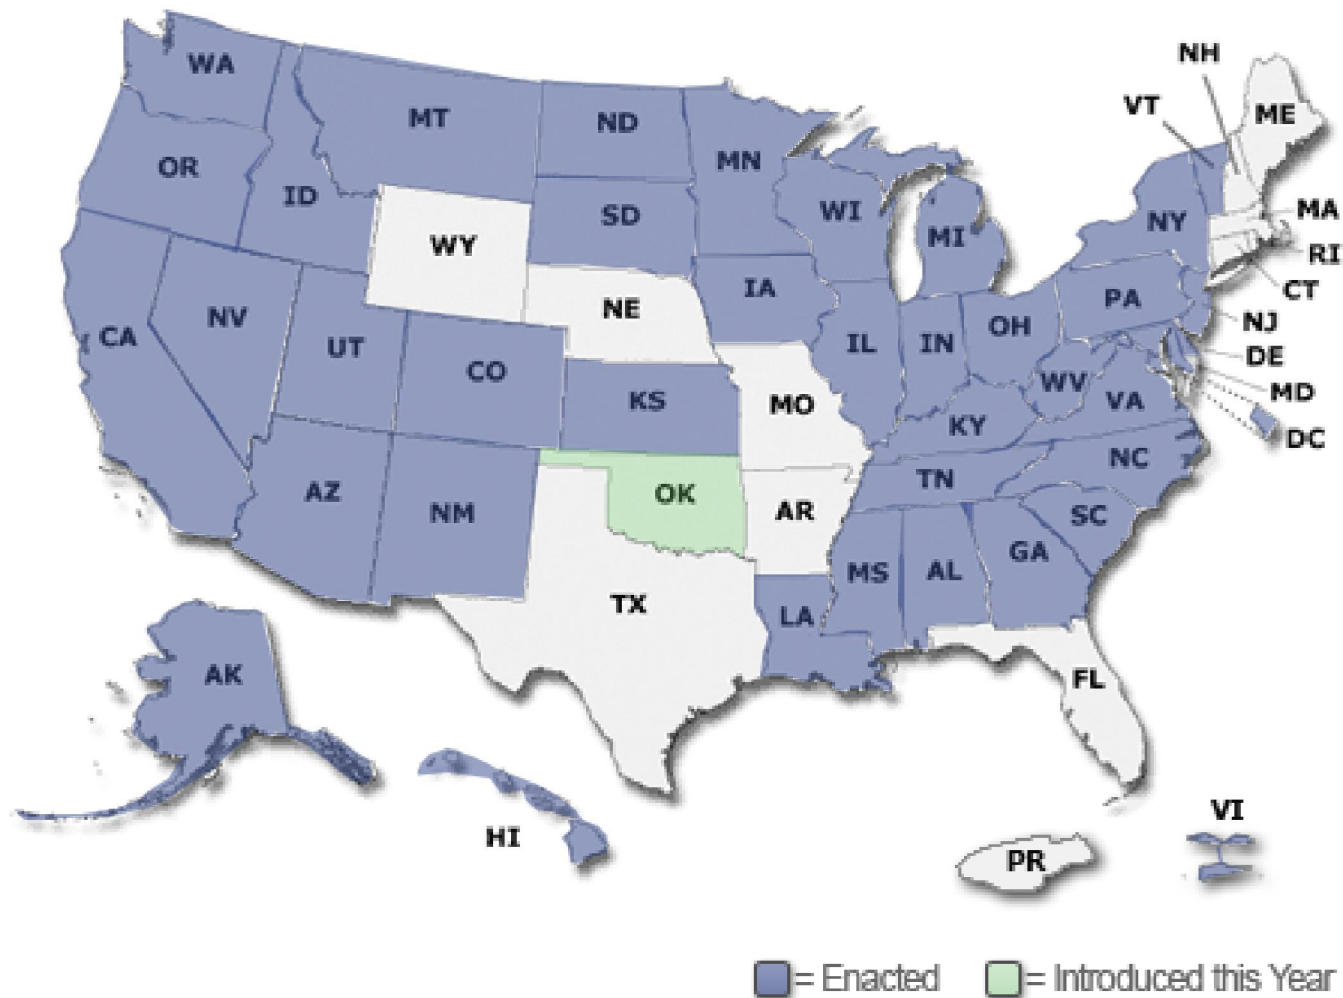 NH
WA
VT
ME
MT
ND
MN
OR
ID
WI
MA
SD
NY
MI
WY
RI
IA
CT
PA
NE
NV
NJ
OH
CA
UT
IL
IN
DE
CO
WV
MD
KS
VA
MO
KY
DC
NC
TN
AZ
OK
NM
AR
SC
GA
MS
AL
TX
LA
AK
FL
VI
HI
PR
= Enacted
= Introduced this Year